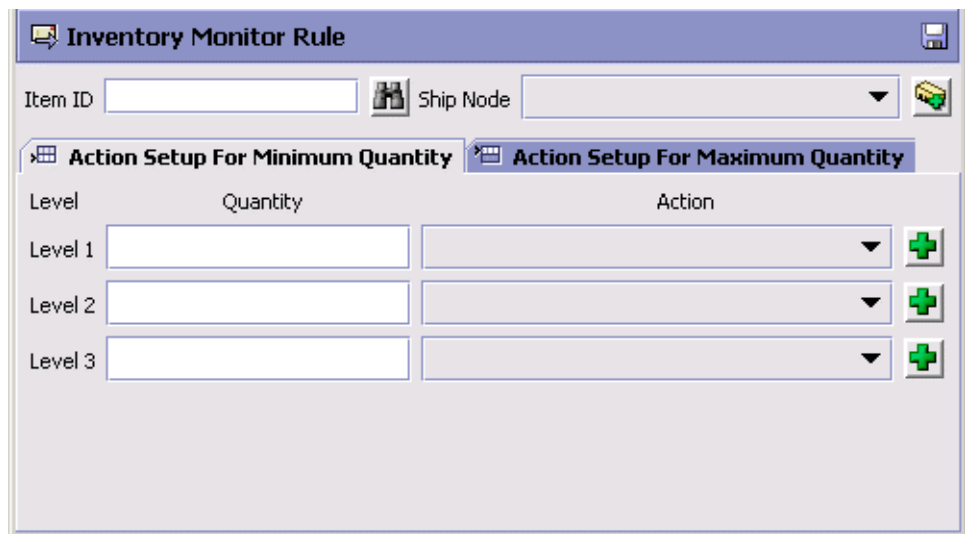 Inventory Monitor Rule
Item ID Ship Node
Action Setup For Minimum Quantity Action Setup For Maximum Quantity
Level Quantity Action
Level 1
Level 2
Level 3